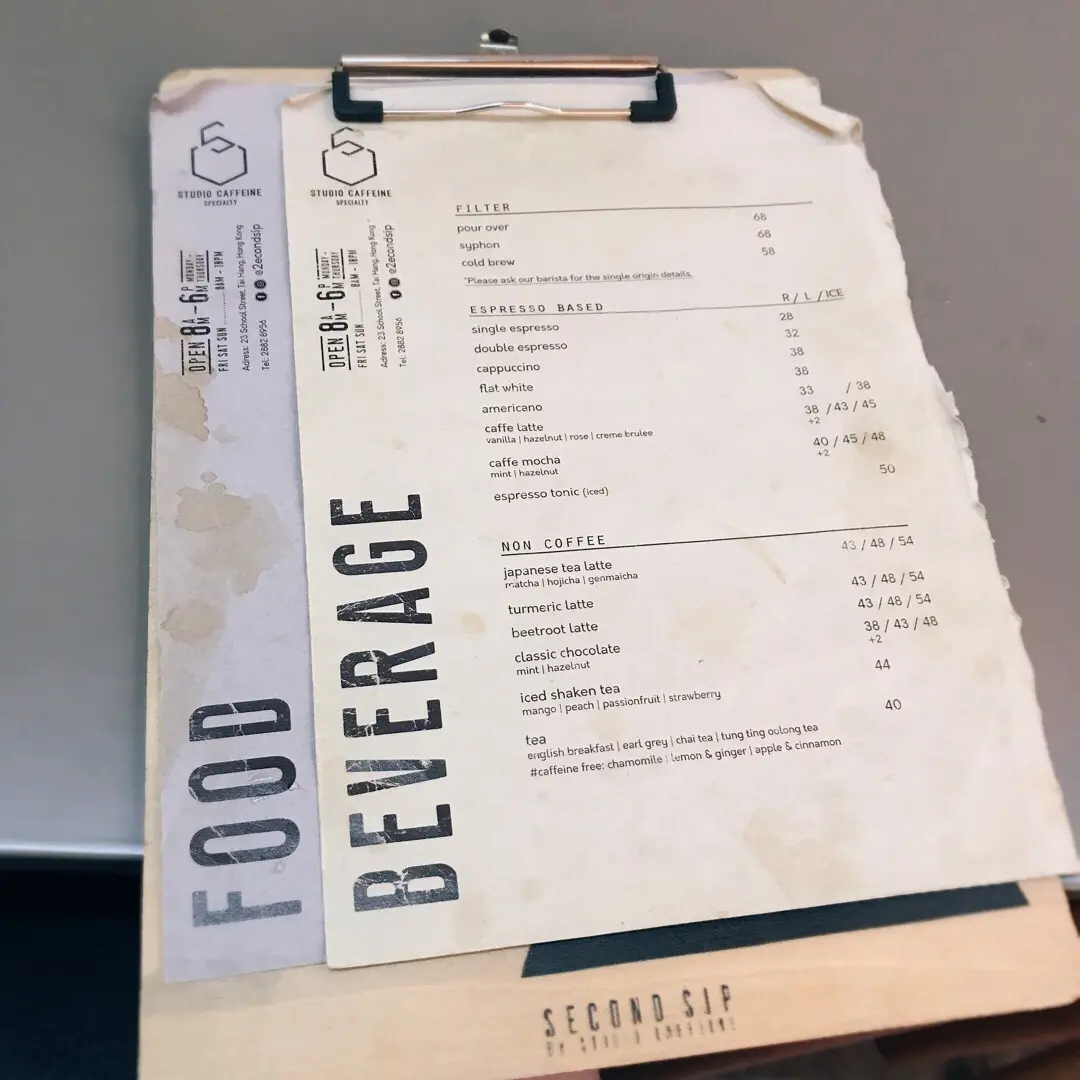 STUDIO CAFFEINE
SPECIALTY
OPEN 8AM-6PM MONDAY - THURSDAY
FRI SAT SUN ............ 8AM - 18PM
Adress: 23 School Street, Tai Hang, Hong Kong
Tel: 2882 8956
@2econdsip
FOOD
STUDIO CAFFEINE
SPECIALTY
OPEN 8AM-6PM MONDAY - THURSDAY
FRI SAT SUN ............ 8AM - 18PM
Adress: 23 School Street, Tai Hang, Hong Kong
Tel: 2882 8956
@2econdsip
BEVERAGE
FILTER
pour over 68
syphon 68
cold brew 58
*Please ask our barista for the single origin details.
ESPRESSO BASED R / L / ICE
single espresso 28
double espresso 32
cappuccino 38
flat white 38
americano 33 / 38
caffe latte 38 / 43 / 45
vanilla | hazelnut | rose | creme brulee +2
caffe mocha 40 / 45 / 48
mint | hazelnut +2
espresso tonic (iced) 50
NON COFFEE
japanese tea latte 43 / 48 / 54
matcha | hojicha | genmaicha
turmeric latte 43 / 48 / 54
beetroot latte 43 / 48 / 54
classic chocolate 38 / 43 / 48
mint | hazelnut +2
iced shaken tea 44
mango | peach | passionfruit | strawberry
tea 40
english breakfast | earl grey | chai tea | tung ting oolong tea
#caffeine free: chamomile | lemon & ginger | apple & cinnamon
SECOND SIP
BY STUDIO CAFFEINE